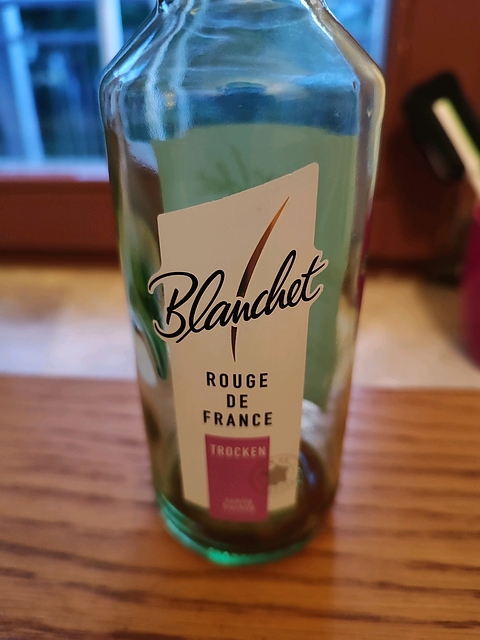 Blanchet
ROUGE
DE
FRANCE
TROCKEN